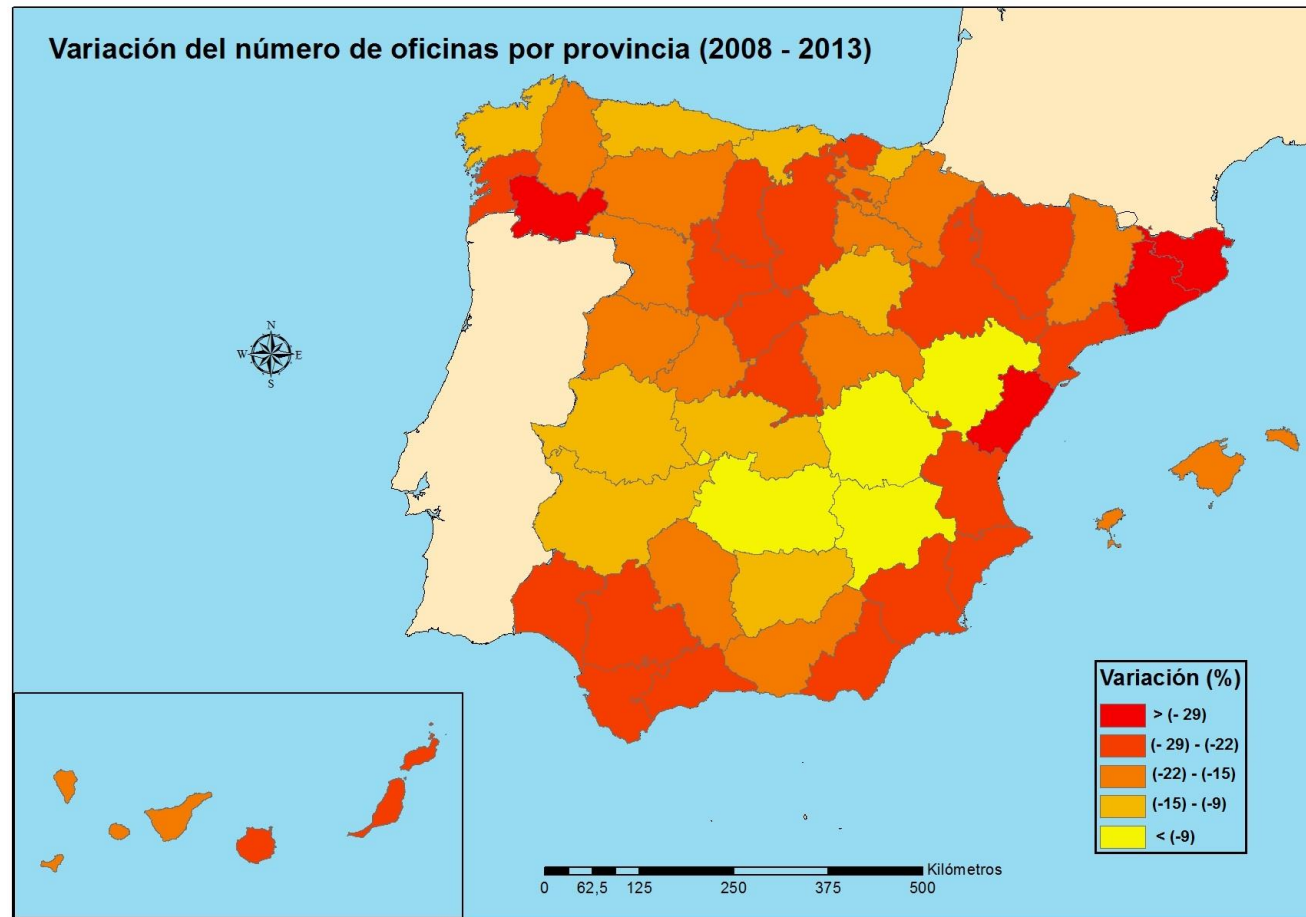 Variación del número de oficinas por provincia (2008 - 2013)
N
W E
S
Variación (%)
> (- 29)
(- 29) - (-22)
(-22) - (-15)
(-15) - (-9)
< (-9)
Kilómetros
0 62,5 125 250 375 500